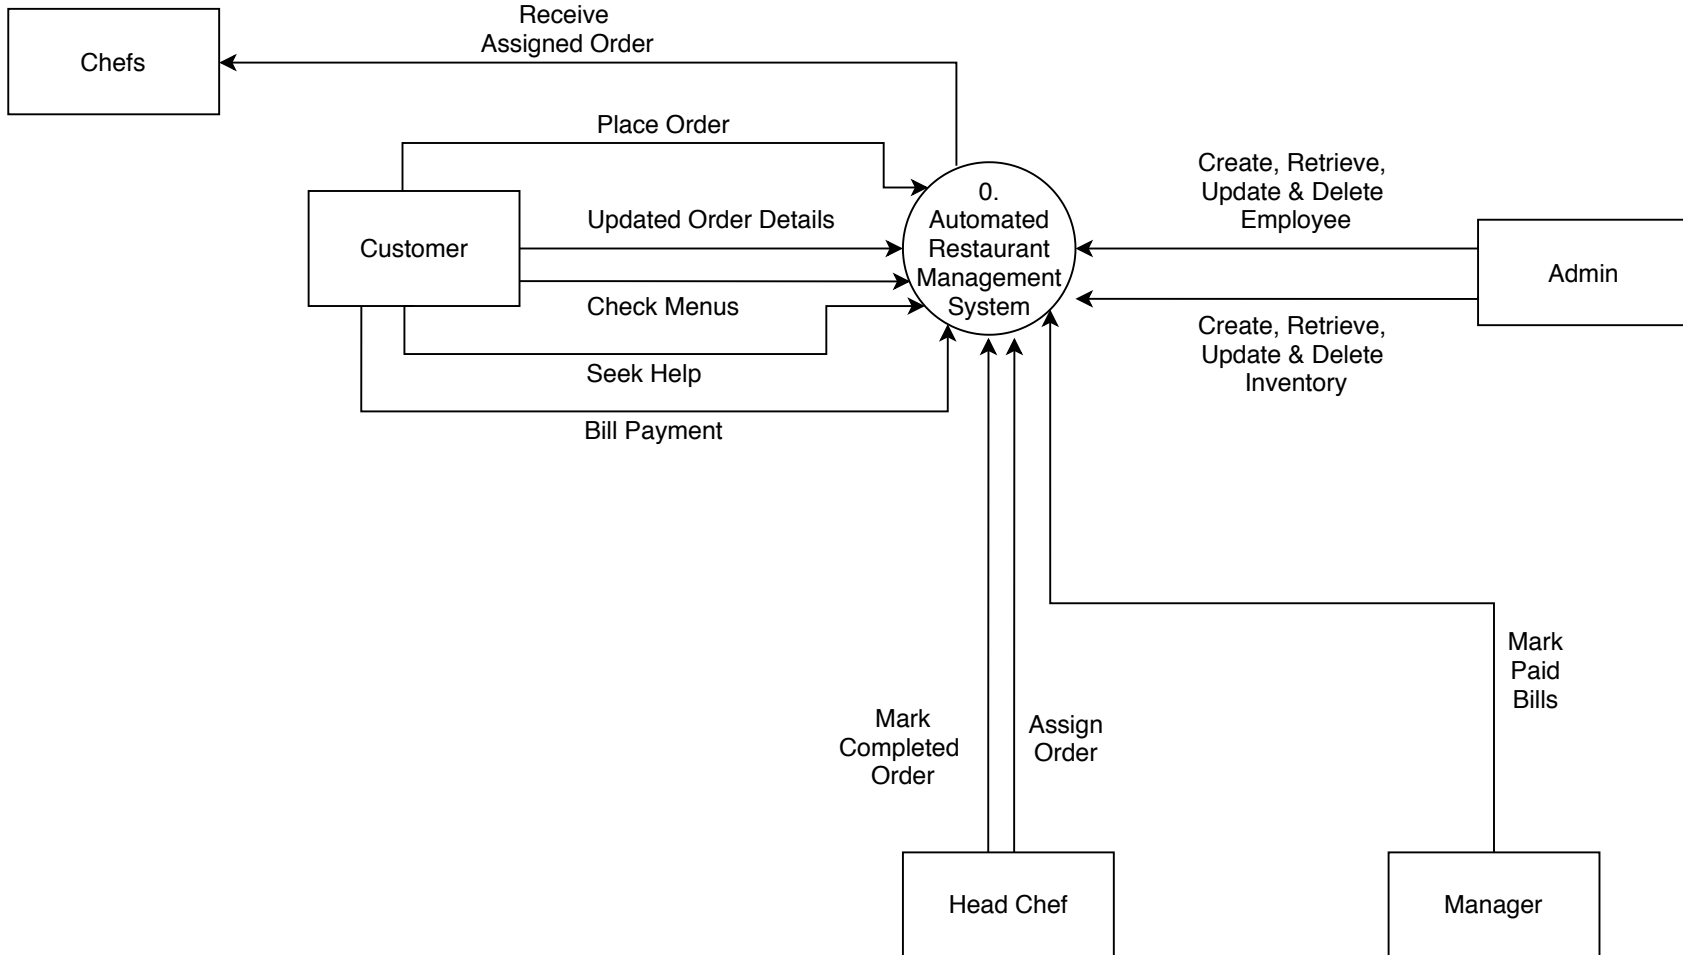 Receive
Assigned Order
Chefs
Place Order
Create, Retrieve,
Update & Delete
Employee
0.
Automated
Restaurant
Management
System
Updated Order Details
Customer
Admin
Check Menus
Create, Retrieve,
Update & Delete
Inventory
Seek Help
Bill Payment
Mark
Paid
Bills
Mark
Completed
Order
Assign
Order
Head Chef
Manager